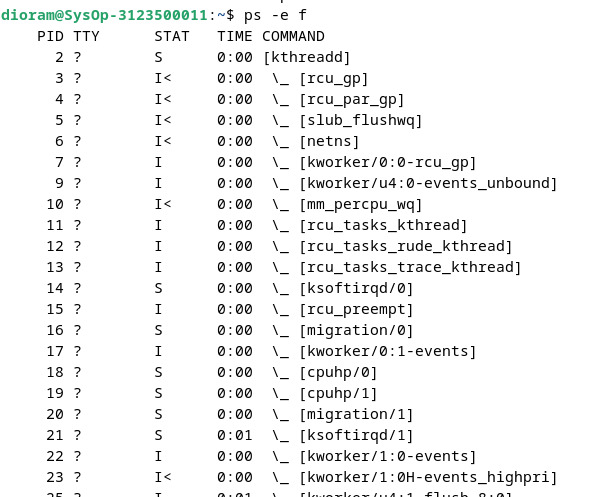 dioram@SysOp-3123500011:~$ ps -e f
    PID TTY      STAT   TIME COMMAND
      2 ?        S      0:00 [kthreadd]
      3 ?        I<     0:00  \_ [rcu_gp]
      4 ?        I<     0:00  \_ [rcu_par_gp]
      5 ?        I<     0:00  \_ [slub_flushwq]
      6 ?        I<     0:00  \_ [netns]
      7 ?        I      0:00  \_ [kworker/0:0-rcu_gp]
      9 ?        I      0:00  \_ [kworker/u4:0-events_unbound]
     10 ?        I<     0:00  \_ [mm_percpu_wq]
     11 ?        I      0:00  \_ [rcu_tasks_kthread]
     12 ?        I      0:00  \_ [rcu_tasks_rude_kthread]
     13 ?        I      0:00  \_ [rcu_tasks_trace_kthread]
     14 ?        S      0:00  \_ [ksoftirqd/0]
     15 ?        I      0:00  \_ [rcu_preempt]
     16 ?        S      0:00  \_ [migration/0]
     17 ?        I      0:00  \_ [kworker/0:1-events]
     18 ?        S      0:00  \_ [cpuhp/0]
     19 ?        S      0:00  \_ [cpuhp/1]
     20 ?        S      0:00  \_ [migration/1]
     21 ?        S      0:01  \_ [ksoftirqd/1]
     22 ?        I      0:00  \_ [kworker/1:0-events]
     23 ?        I<     0:00  \_ [kworker/1:0H-events_highpri]
     25 ?        I      0:01  \_ [kworker/u4:1-flush-8:0]